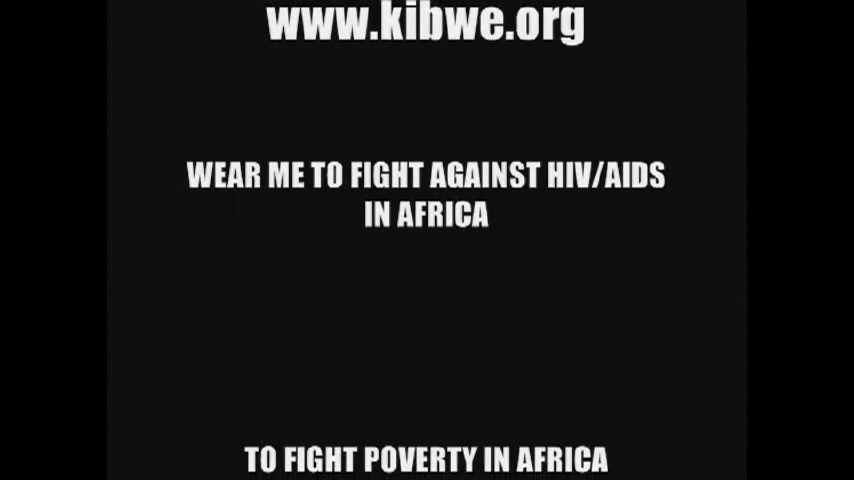 www.kibwe.org
WEAR ME TO FIGHT AGAINST HIV/AIDS
IN AFRICA
TO FIGHT POVERTY IN AFRICA